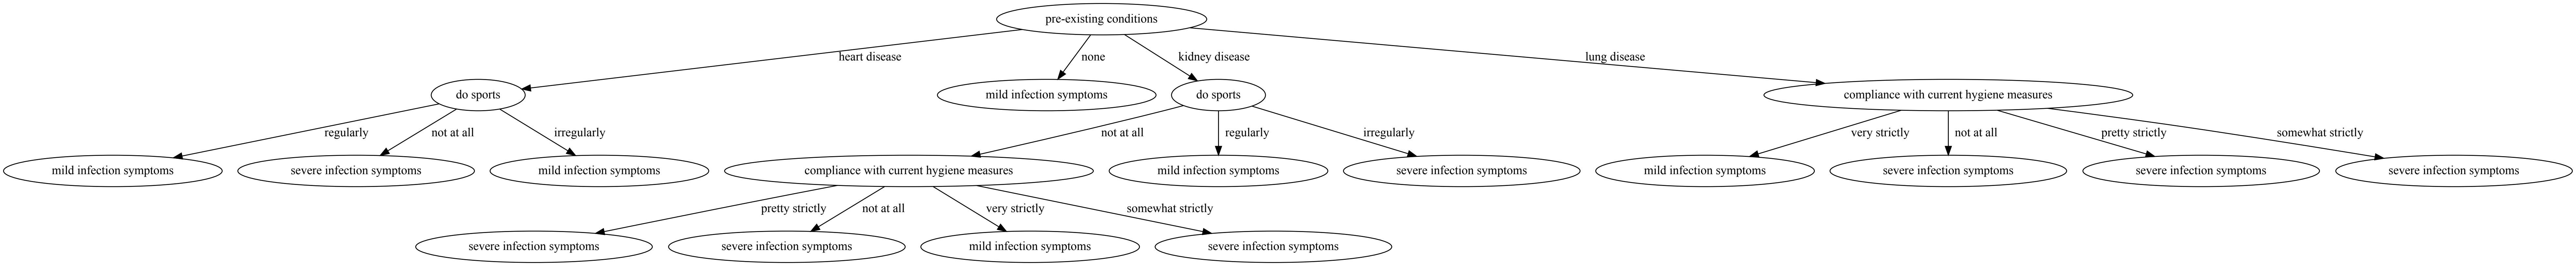 pre-existing conditions
heart disease
none
kidney disease
lung disease
do sports
mild infection symptoms
do sports
compliance with current hygiene measures
regularly
not at all
irregularly
not at all
regularly
irregularly
very strictly
not at all
pretty strictly
somewhat strictly
mild infection symptoms
severe infection symptoms
mild infection symptoms
compliance with current hygiene measures
mild infection symptoms
severe infection symptoms
mild infection symptoms
severe infection symptoms
severe infection symptoms
severe infection symptoms
pretty strictly
not at all
very strictly
somewhat strictly
severe infection symptoms
severe infection symptoms
mild infection symptoms
severe infection symptoms